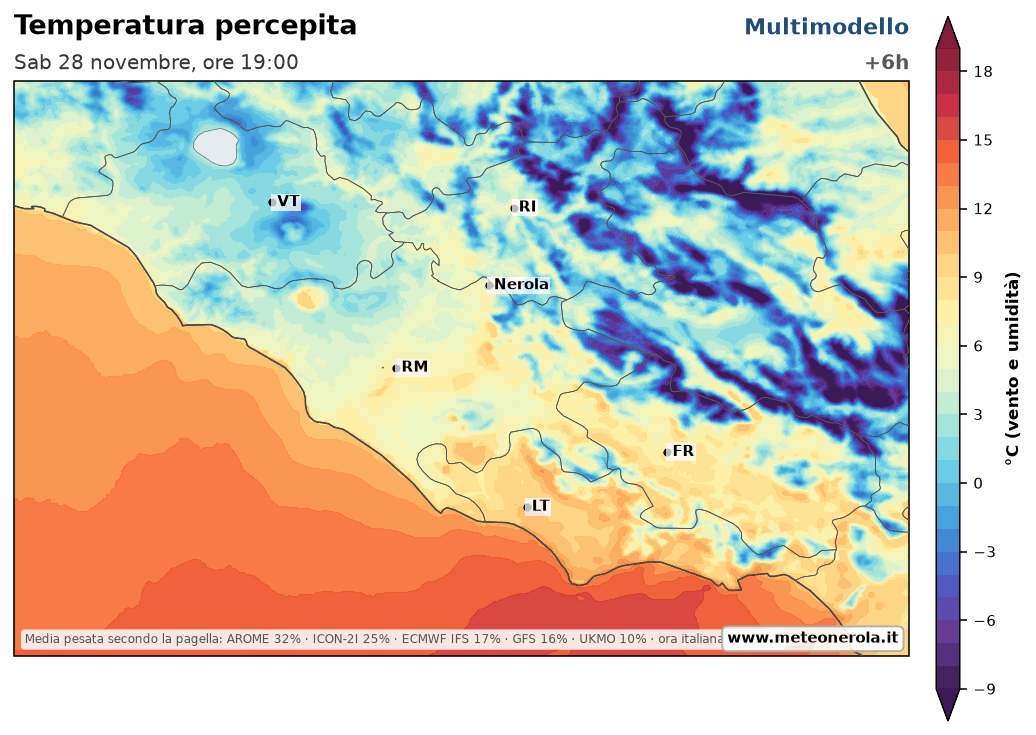 Temperatura percepita
Multimodello
Sab 28 novembre, ore 19:00
+6h
18
15
12
9
6
3
0
−3
−6
−9
°C (vento e umidità)
VT
RI
Nerola
RM
FR
LT
Media pesata secondo la pagella: AROME 32% · ICON-2I 25% · ECMWF IFS 17% · GFS 16% · UKMO 10% · ora italiana
www.meteonerola.it